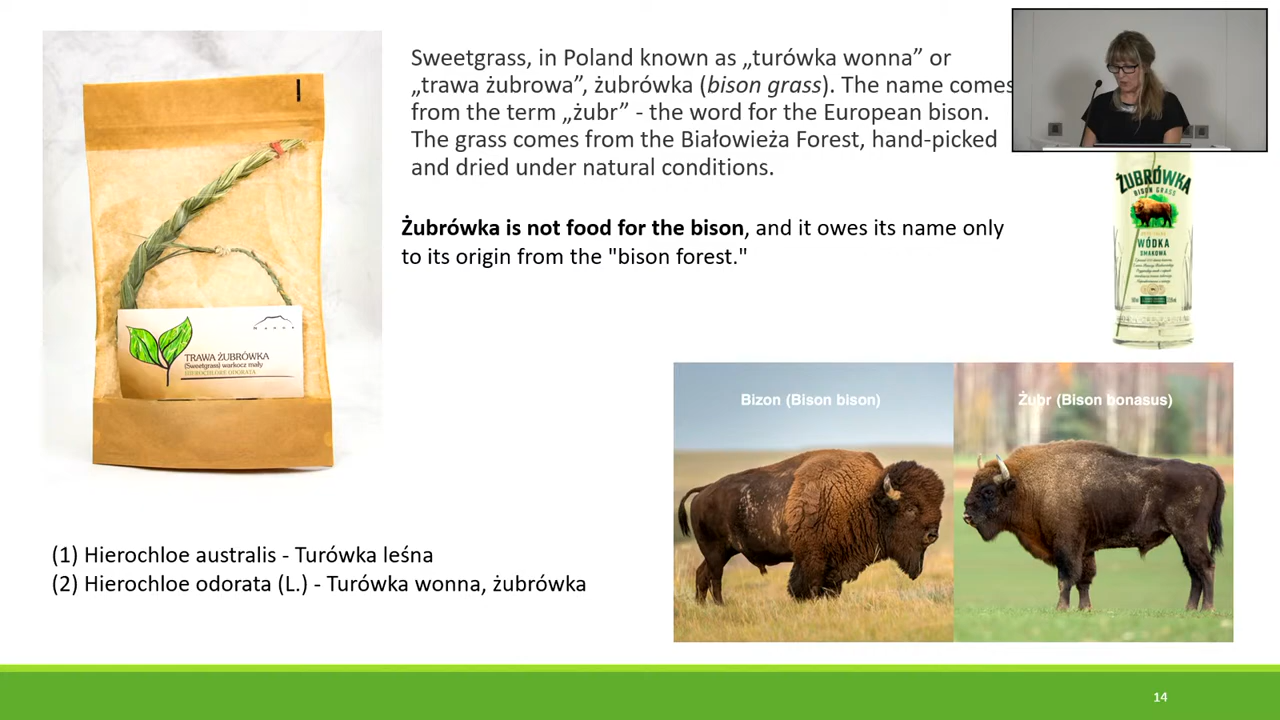 Sweetgrass, in Poland known as „turówka wonna” or
„trawa żubrowa”, żubrówka (bison grass). The name comes
from the term „żubr” - the word for the European bison.
The grass comes from the Białowieża Forest, hand-picked
and dried under natural conditions.
Żubrówka is not food for the bison, and it owes its name only
to its origin from the "bison forest."
ŻUBRÓWKA
BISON GRASS
WÓDKA
SMAKOWA
TRAWA ŻUBRÓWKA
(Sweetgrass) warkocz mały
HIEROCHLOE ODORATA
Bizon (Bison bison)
Żubr (Bison bonasus)
(1) Hierochloe australis - Turówka leśna
(2) Hierochloe odorata (L.) - Turówka wonna, żubrówka
14